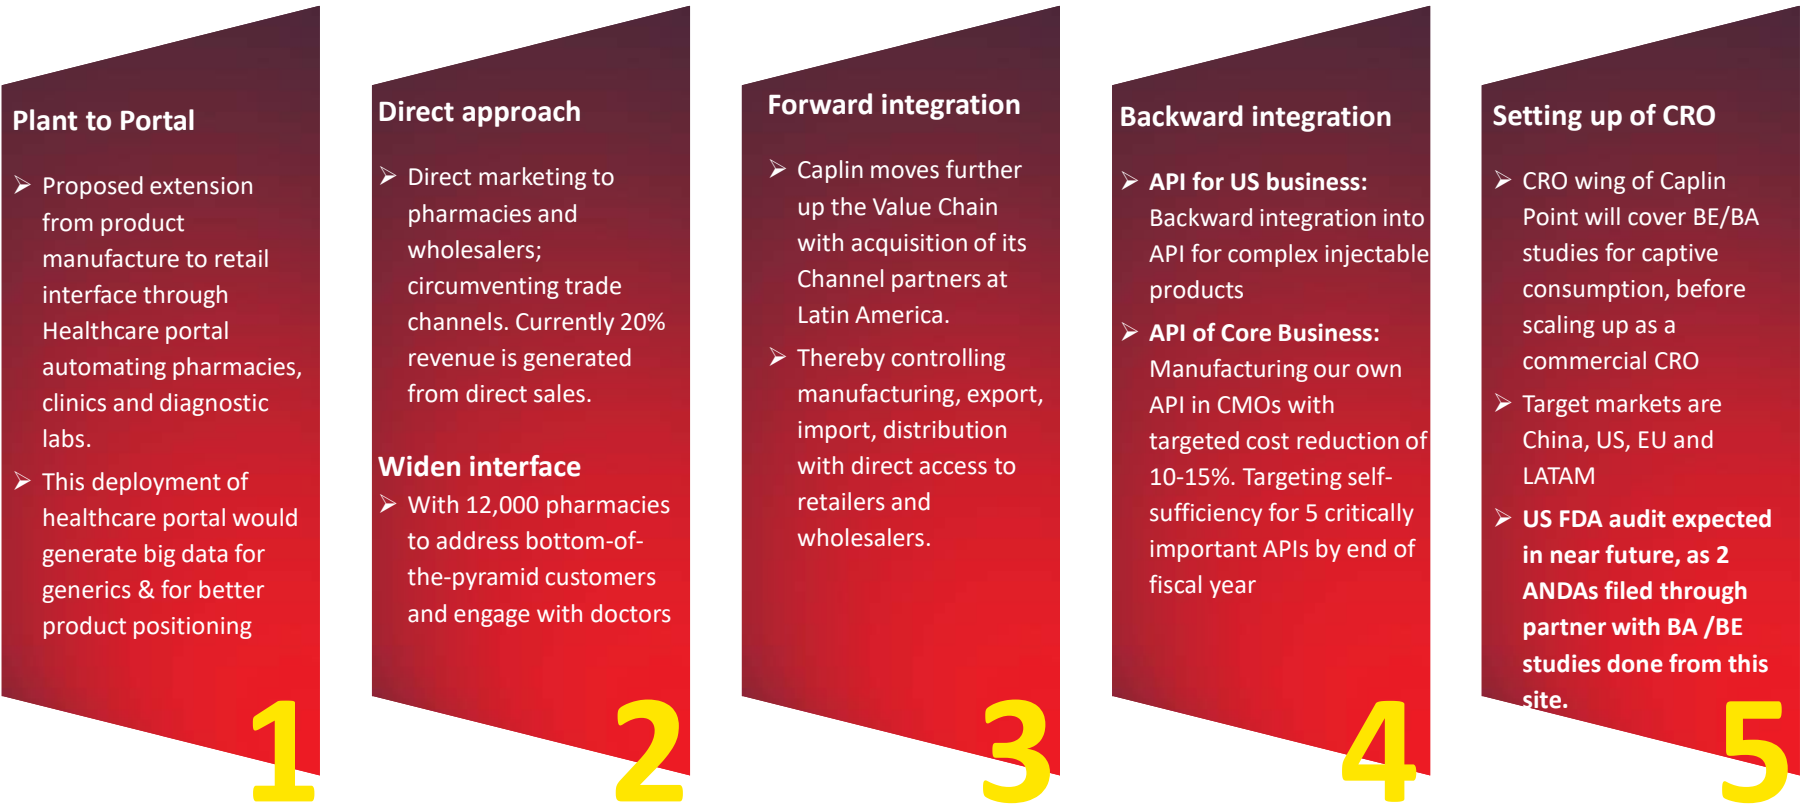 Plant to Portal
➢ Proposed extension
from product
manufacture to retail
interface through
Healthcare portal
automating pharmacies,
clinics and diagnostic
labs.
➢ This deployment of
healthcare portal would
generate big data for
generics & for better
product positioning
1
Direct approach
➢ Direct marketing to
pharmacies and
wholesalers;
circumventing trade
channels. Currently 20%
revenue is generated
from direct sales.
Widen interface
➢ With 12,000 pharmacies
to address bottom-of-
the-pyramid customers
and engage with doctors
2
Forward integration
➢ Caplin moves further
up the Value Chain
with acquisition of its
Channel partners at
Latin America.
➢ Thereby controlling
manufacturing, export,
import, distribution
with direct access to
retailers and
wholesalers.
3
Backward integration
➢ API for US business:
Backward integration into
API for complex injectable
products
➢ API of Core Business:
Manufacturing our own
API in CMOs with
targeted cost reduction of
10-15%. Targeting self-
sufficiency for 5 critically
important APIs by end of
fiscal year
4
Setting up of CRO
➢ CRO wing of Caplin
Point will cover BE/BA
studies for captive
consumption, before
scaling up as a
commercial CRO
➢ Target markets are
China, US, EU and
LATAM
➢ US FDA audit expected
in near future, as 2
ANDAs filed through
partner with BA /BE
studies done from this
site.
5